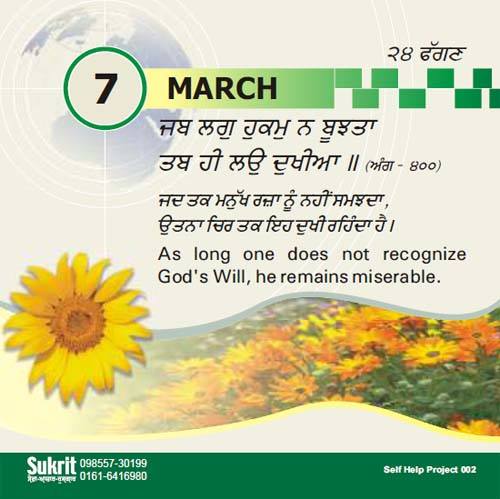 ੨੪ ਫੱਗਣ
7 MARCH
ਜਬ ਲਗੁ ਹੁਕਮੁ ਨ ਬੂਝਤਾ
ਤਬ ਹੀ ਲਉ ਦੁਖੀਆ ॥ (ਅੰਗ - ੪੦੦)
ਜਦ ਤਕ ਮਨੁੱਖ ਰਜ਼ਾ ਨੂੰ ਨਹੀਂ ਸਮਝਦਾ,
ਉਤਨਾ ਚਿਰ ਤਕ ਇਹ ਦੁਖੀ ਰਹਿੰਦਾ ਹੈ।
As long one does not recognize
God's Will, he remains miserable.
Sukrit 098557-30199
0161-6416980
Self Help Project 002